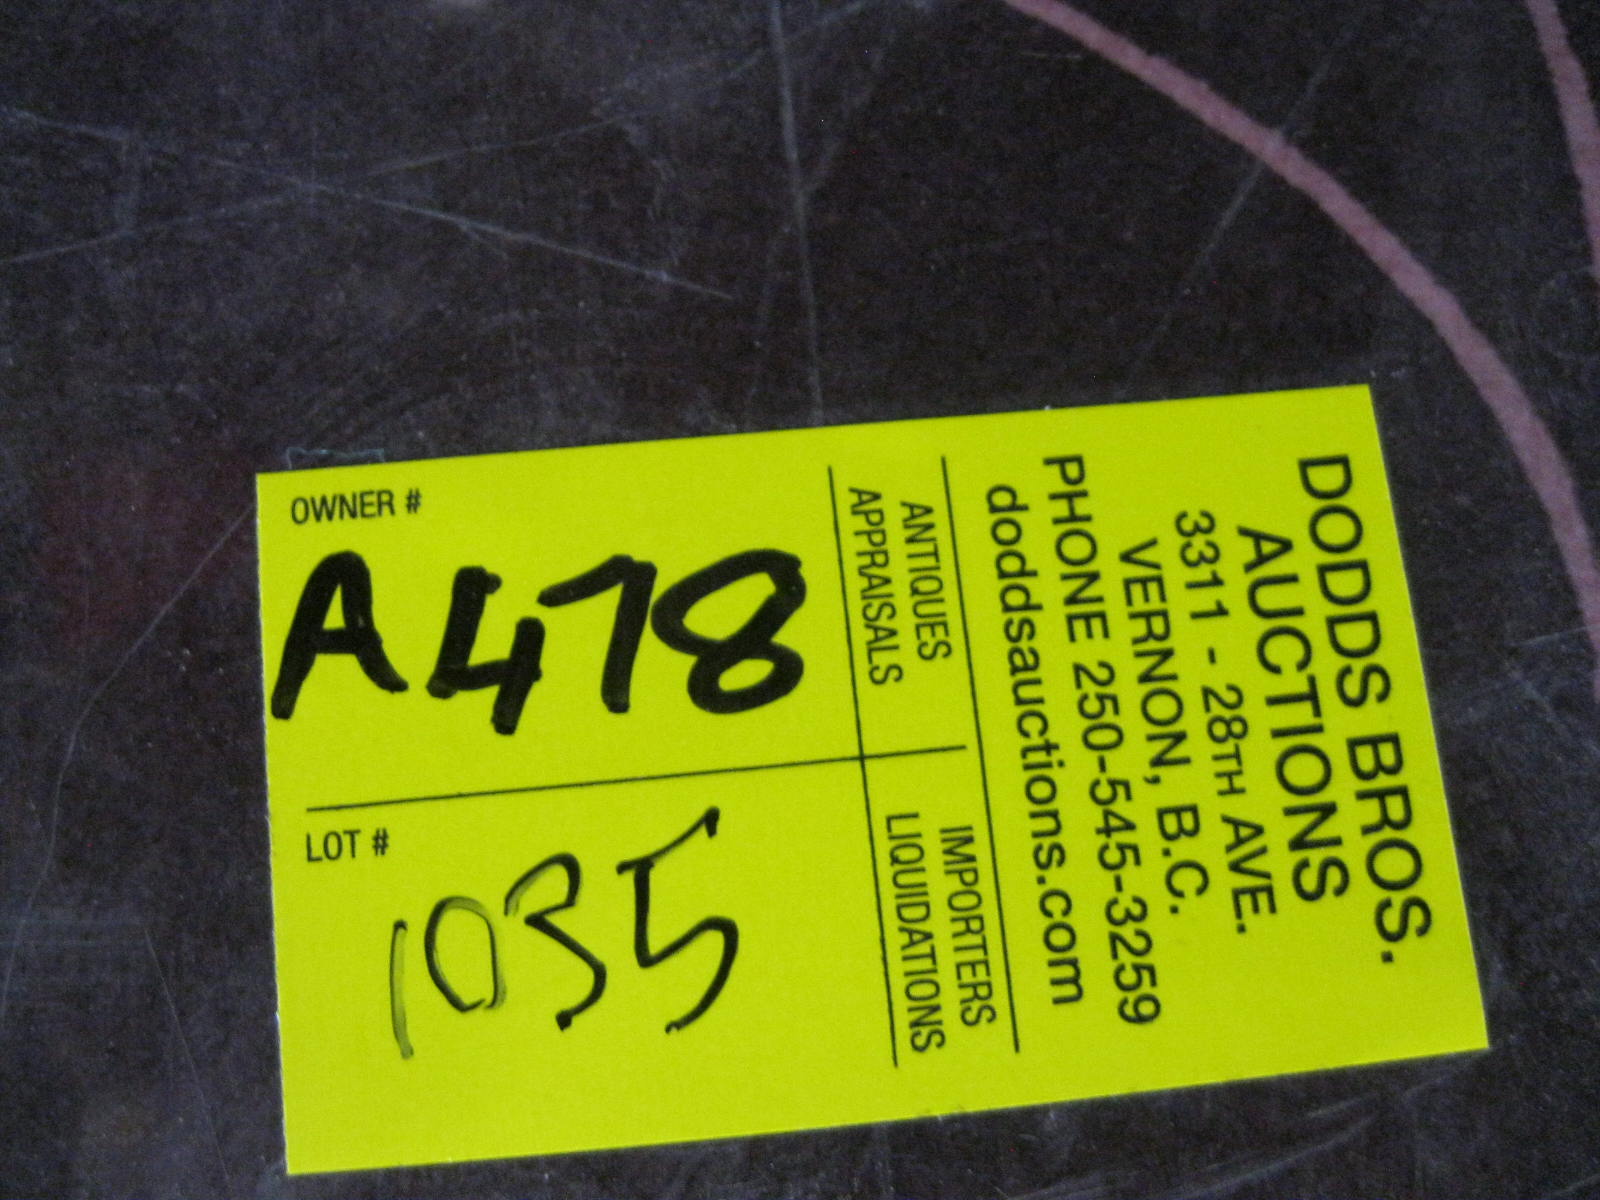 DODDS BROS.
AUCTIONS
3311 - 28TH AVE.
VERNON, B.C.
PHONE 250-545-3259
doddsauctions.com
ANTIQUES
APPRAISALS
IMPORTERS
LIQUIDATIONS
OWNER #
A478
LOT #
1035